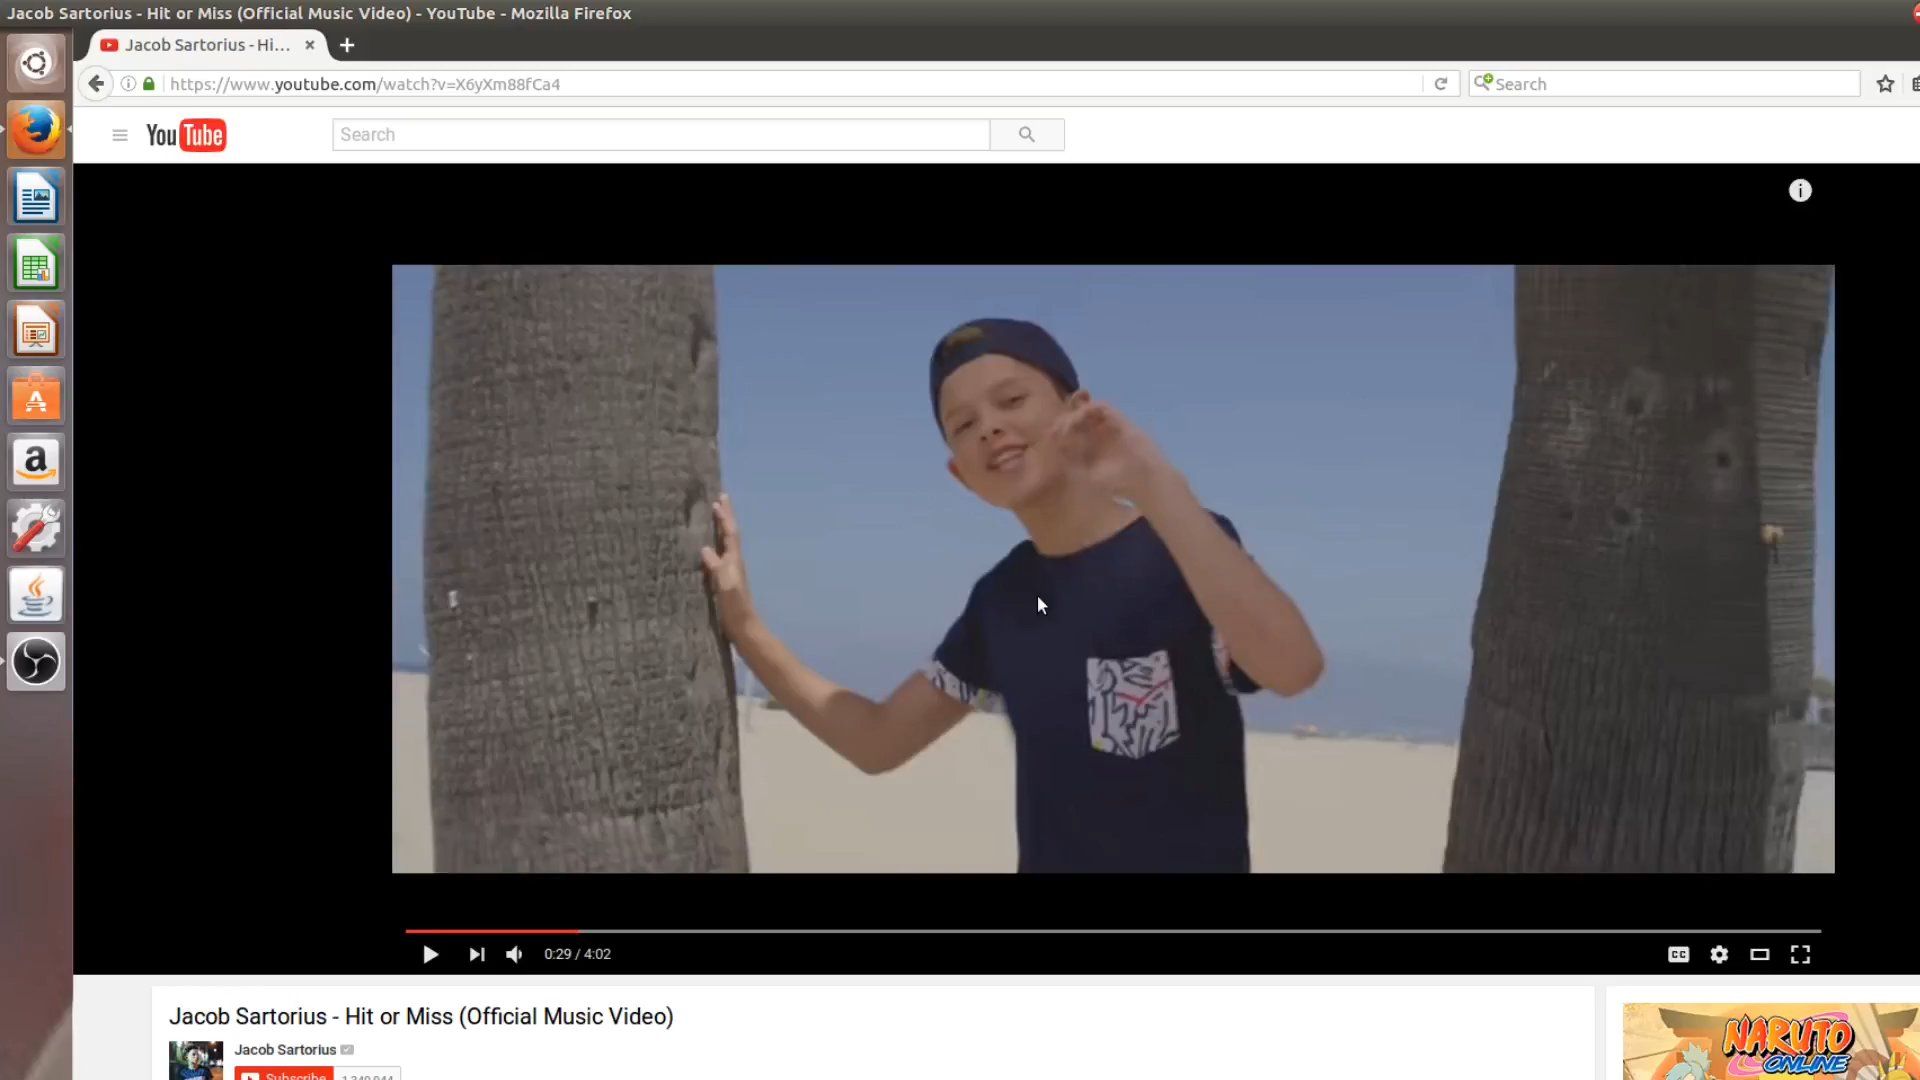 Jacob Sartorius - Hit or Miss (Official Music Video) - YouTube - Mozilla Firefox
Jacob Sartorius - Hi...
https://www.youtube.com/watch?v=X6yXm88fCa4
Search
YouTube
Search
0:29 / 4:02
CC
Jacob Sartorius - Hit or Miss (Official Music Video)
Jacob Sartorius
Subscribe
NARUTO
ONLINE